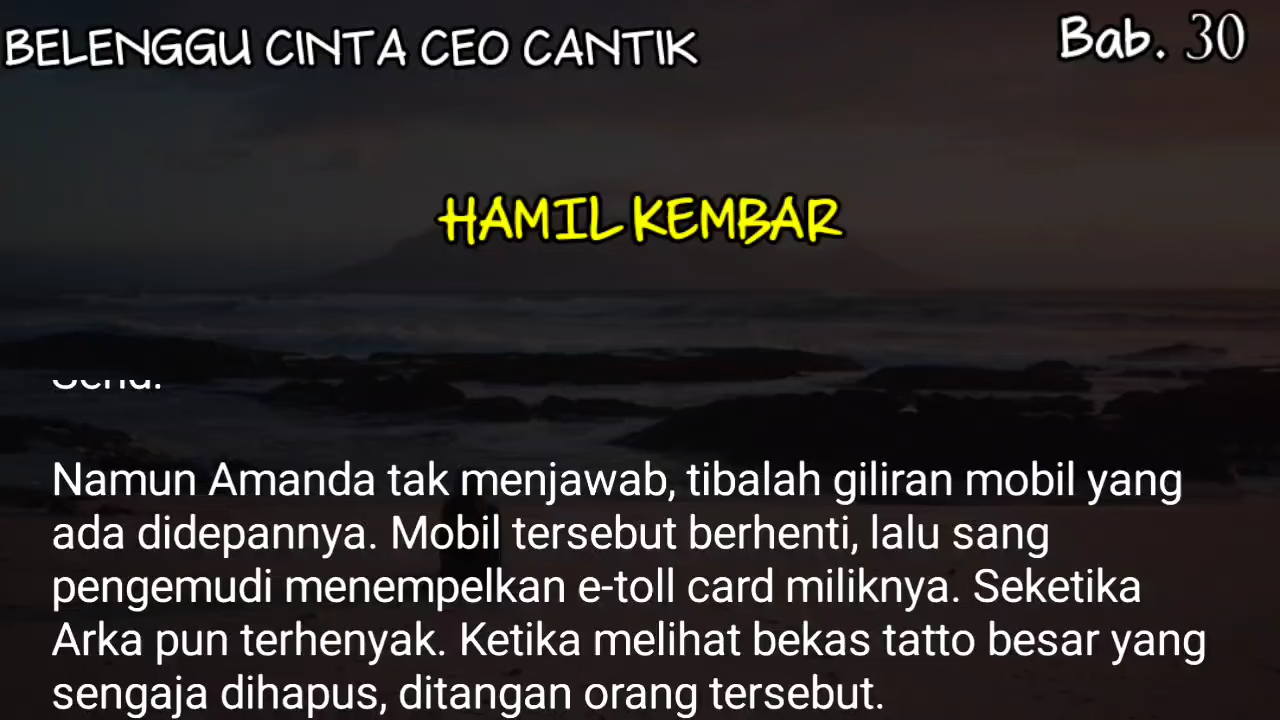 BELENGGU CINTA CEO CANTIK
Bab. 30
HAMIL KEMBAR
Namun Amanda tak menjawab, tibalah giliran mobil yang
ada didepannya. Mobil tersebut berhenti, lalu sang
pengemudi menempelkan e-toll card miliknya. Seketika
Arka pun terhenyak. Ketika melihat bekas tatto besar yang
sengaja dihapus, ditangan orang tersebut.